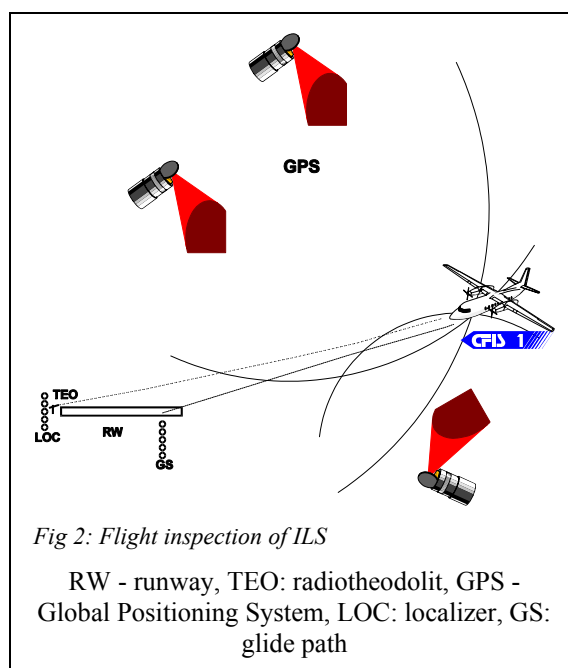 GPS
CFIS 1
TEO
LOC
RW
GS
Fig 2: Flight inspection of ILS
RW - runway, TEO: radiotheodolit, GPS -
Global Positioning System, LOC: localizer, GS:
glide path